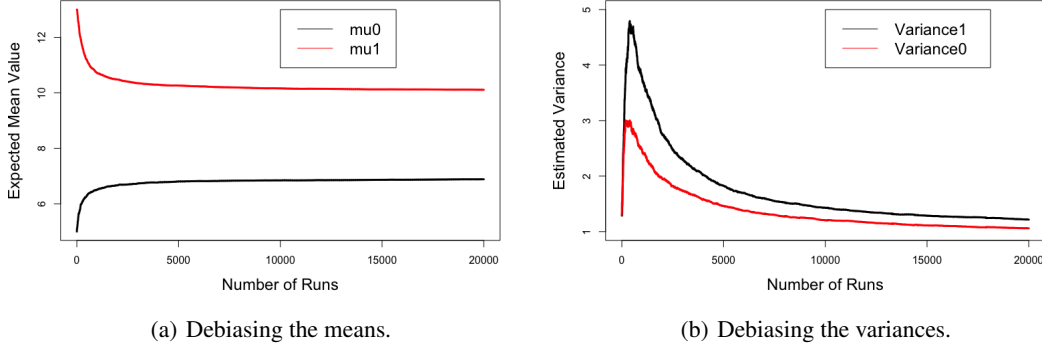 Expected Mean Value
12
10
8
6
mu0
mu1
0 5000 10000 15000 20000
Number of Runs
(a) Debiasing the means.
Estimated Variance
5
4
3
2
1
Variance1
Variance0
0 5000 10000 15000 20000
Number of Runs
(b) Debiasing the variances.